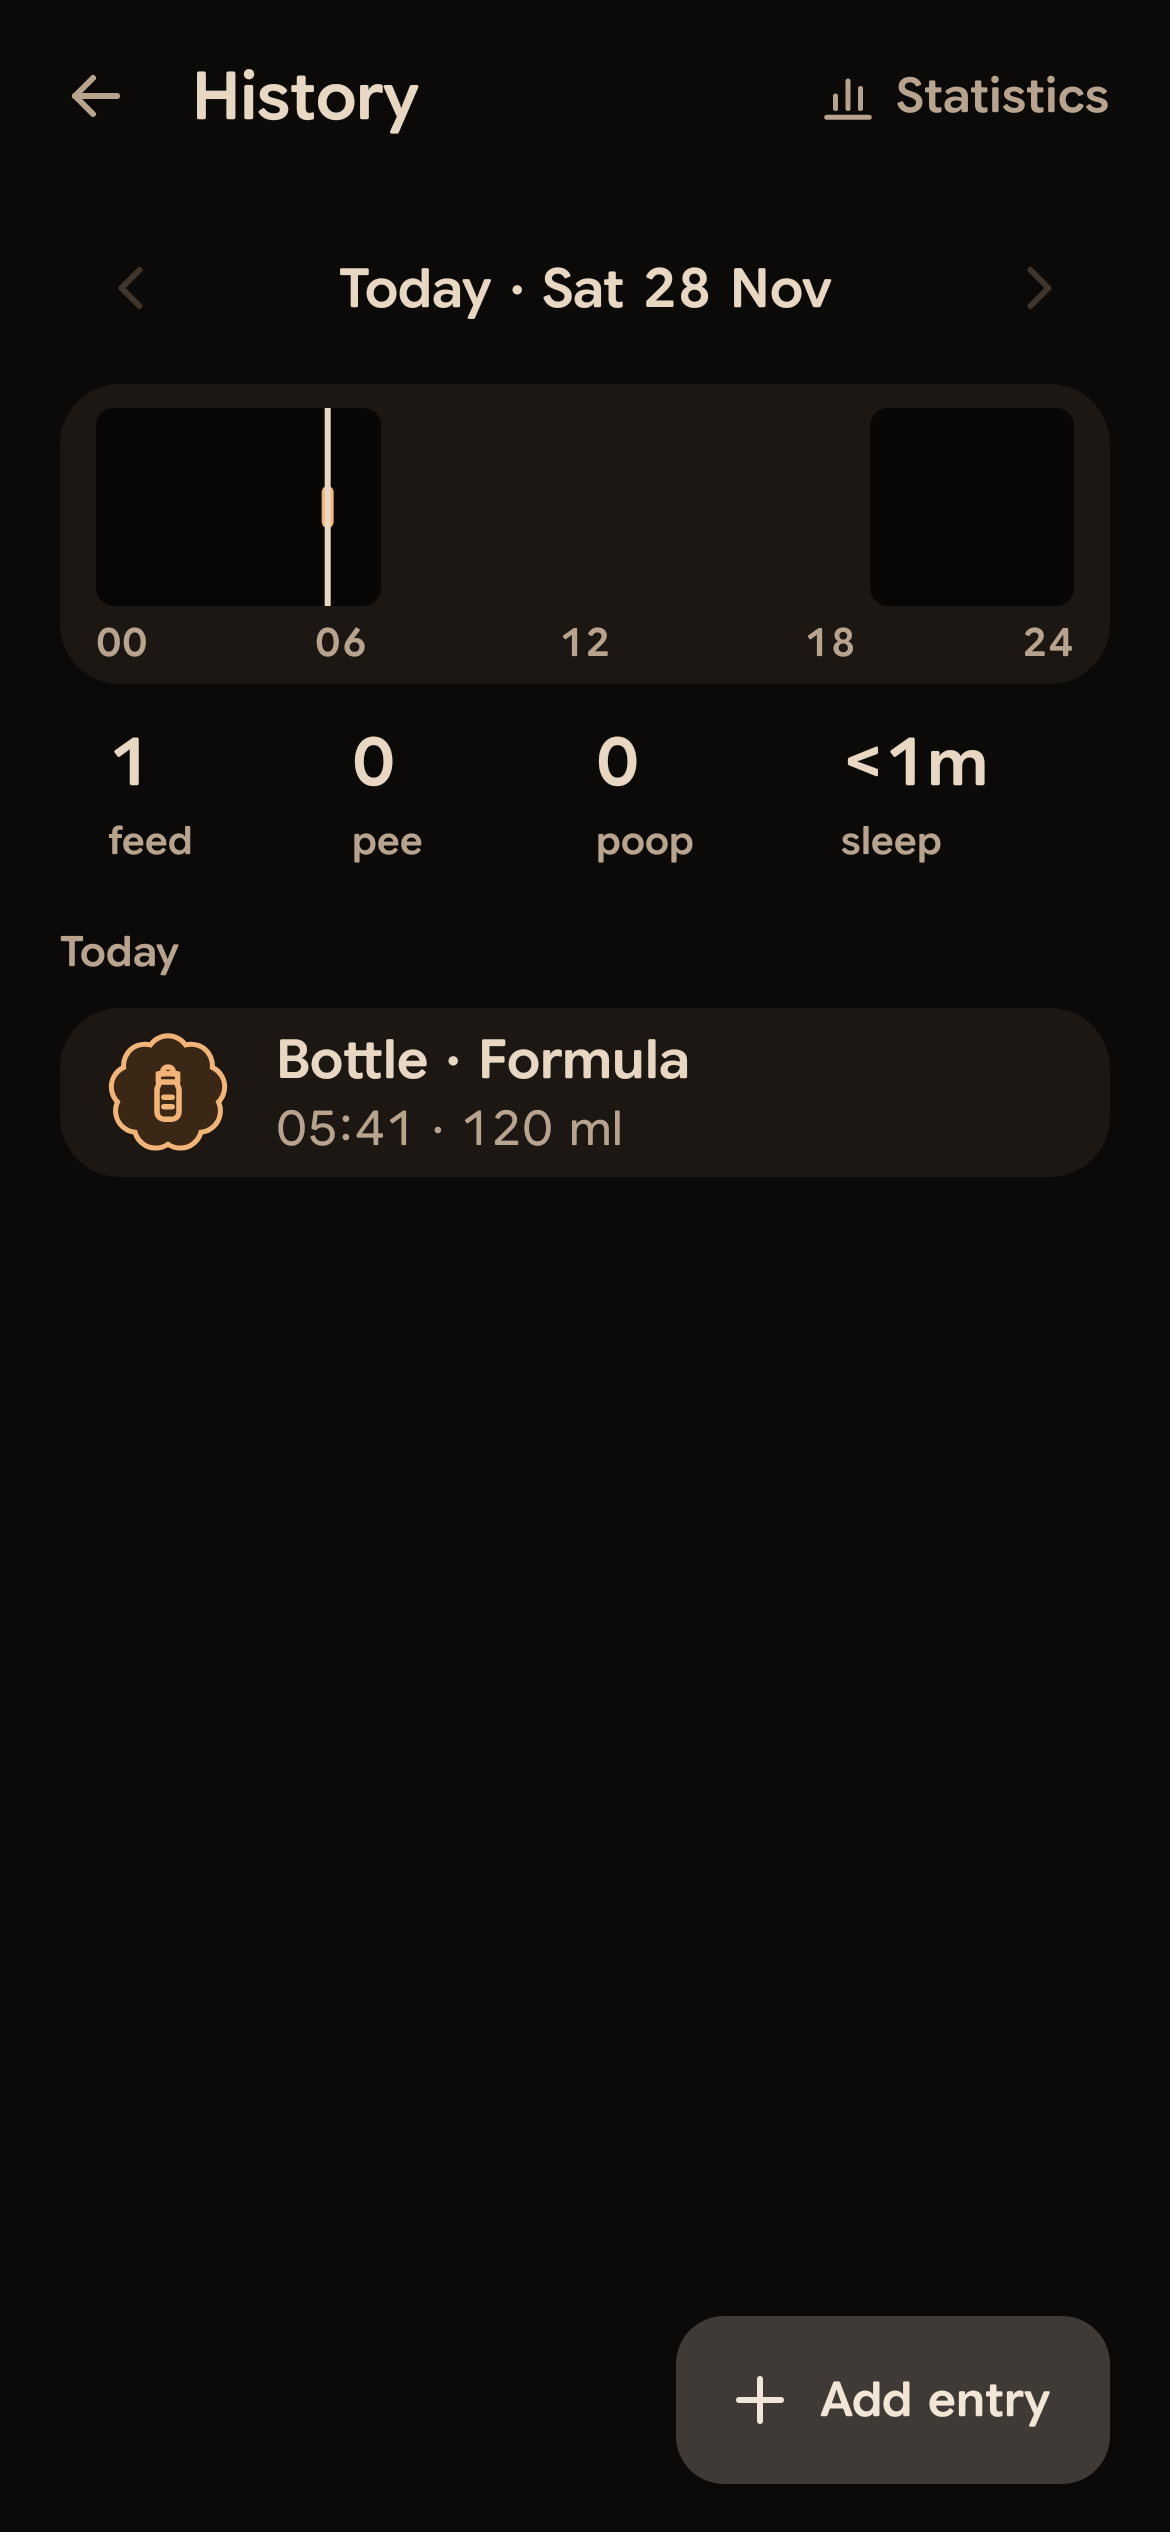 History
Statistics
Today · Sat 28 Nov
00 06 12 18 24
1 0 0 <1m
feed pee poop sleep
Today
Bottle · Formula
05:41 · 120 ml
Add entry